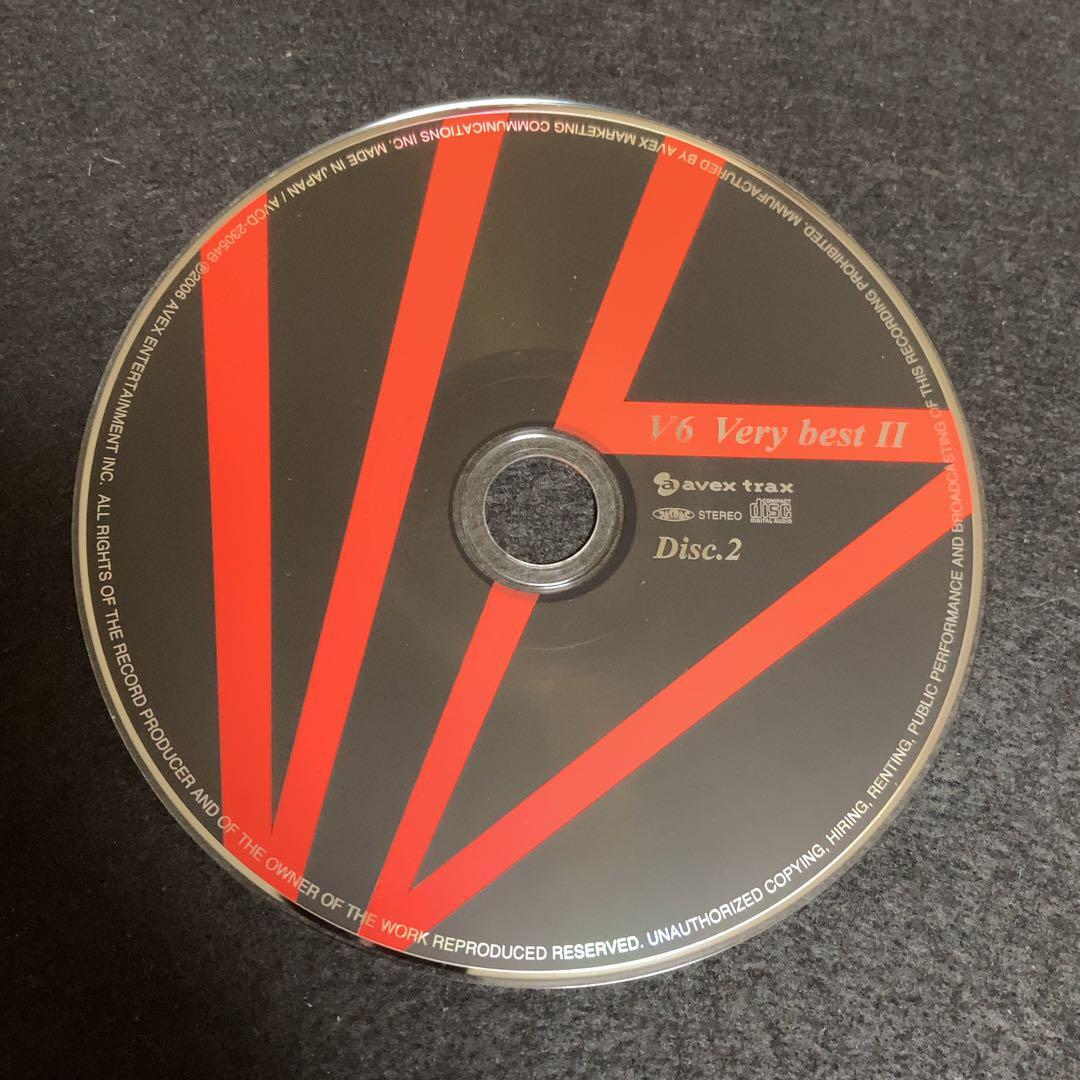 V6 Very best II
avex trax
JASRAC STEREO COMPACT disc DIGITAL AUDIO
Disc.2
AVCD-23054B ℗2006 AVEX ENTERTAINMENT INC. ALL RIGHTS OF THE RECORD PRODUCER AND OF THE OWNER OF THE WORK REPRODUCED RESERVED. UNAUTHORIZED COPYING, HIRING, RENTING, PUBLIC PERFORMANCE AND BROADCASTING OF THIS RECORDING PROHIBITED. MANUFACTURED BY AVEX MARKETING COMMUNICATIONS INC. MADE IN JAPAN /